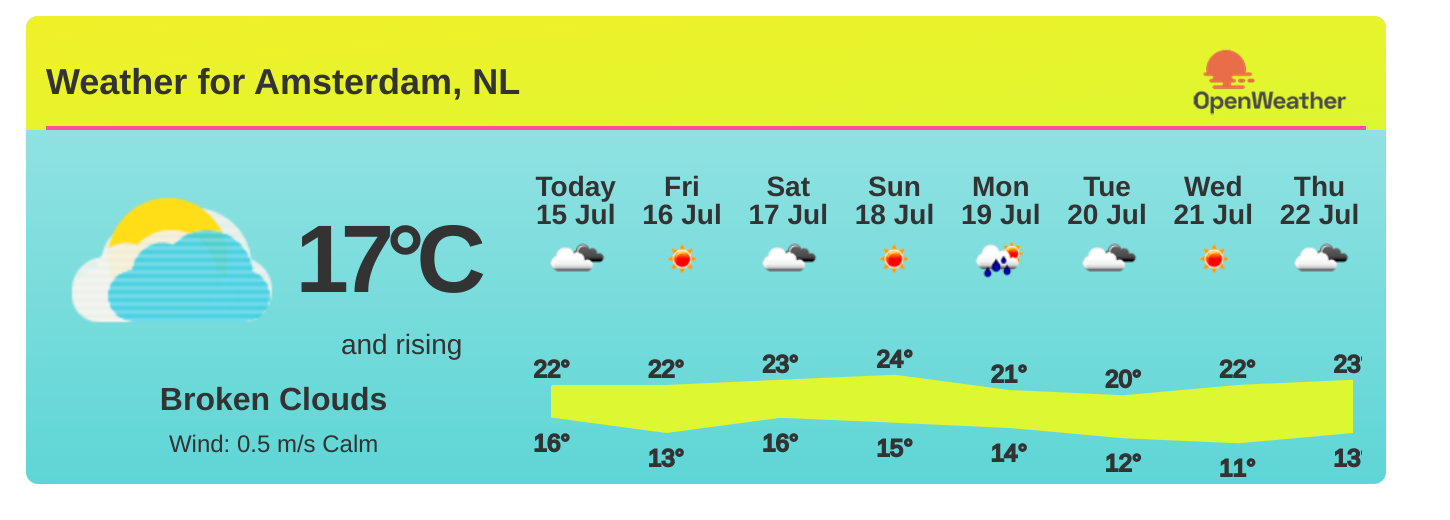 Weather for Amsterdam, NL
OpenWeather
17°C
and rising
Broken Clouds
Wind: 0.5 m/s Calm
Today Fri Sat Sun Mon Tue Wed Thu
15 Jul 16 Jul 17 Jul 18 Jul 19 Jul 20 Jul 21 Jul 22 Jul
22° 22° 23° 24° 21° 20° 22° 23°
16° 13° 16° 15° 14° 12° 11° 13°